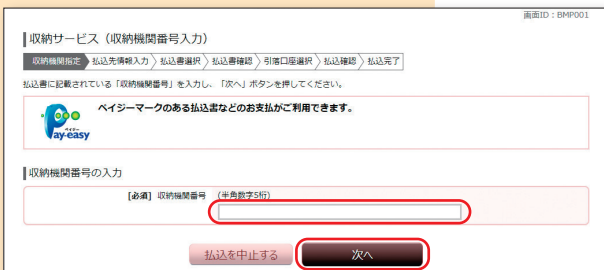 画面ID：BMP001
収納サービス（収納機関番号入力）
収納機関指定 払込先情報入力 払込書選択 払込書確認 引落口座選択 払込確認 払込完了
払込書に記載されている「収納機関番号」を入力し、「次へ」ボタンを押してください。
ペイジーマークのある払込書などのお支払がご利用できます。
ペイジー
Pay-easy
収納機関番号の入力
[必須] 収納機関番号 (半角数字5桁)
払込を中止する 次へ